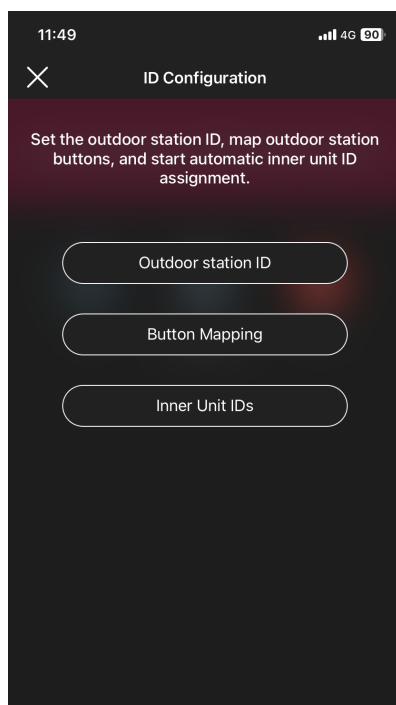 11:49 4G 90
ID Configuration
Set the outdoor station ID, map outdoor station
buttons, and start automatic inner unit ID
assignment.
Outdoor station ID
Button Mapping
Inner Unit IDs